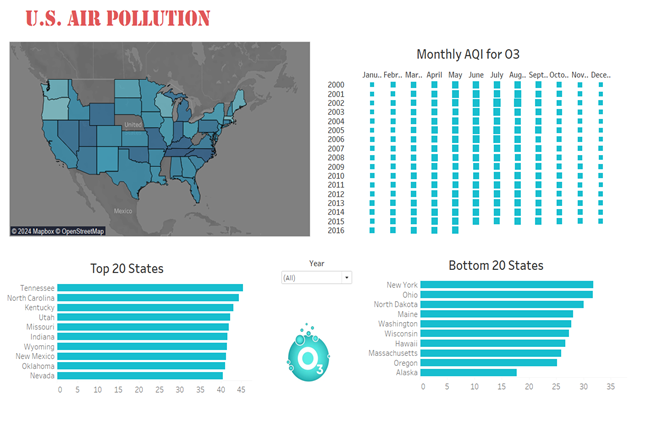 U.S. AIR POLLUTION
United
Mexico
© 2024 Mapbox © OpenStreetMap
Monthly AQI for O3
Janu.. Febr.. Mar.. April May June July Aug.. Sept.. Octo.. Nov.. Dece..
2000
2001
2002
2003
2004
2005
2006
2007
2008
2009
2010
2011
2012
2013
2014
2015
2016
Top 20 States
Tennessee
North Carolina
Kentucky
Utah
Missouri
Indiana
Wyoming
New Mexico
Oklahoma
Nevada
0 5 10 15 20 25 30 35 40 45
Year
(All)
O3
Bottom 20 States
New York
Ohio
North Dakota
Maine
Washington
Wisconsin
Hawaii
Massachusetts
Oregon
Alaska
0 5 10 15 20 25 30 35